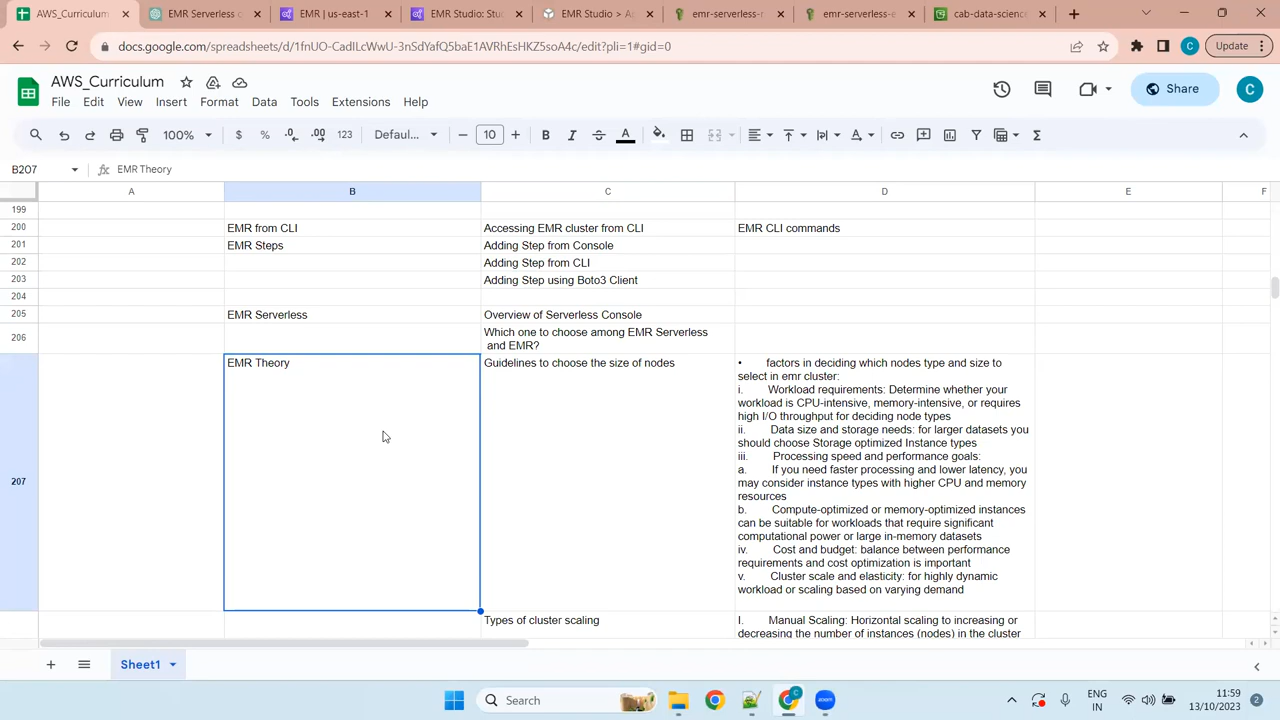 EMR Serverless o
EMR | us-east-1
EMR Studio: Stu
EMR Studio > Ap
emr-serverless-r
emr-serverless-e
cab-data-science
docs.google.com/spreadsheets/d/1fnUO-CadILcWwU-3nSdYafQ5baE1AVRhEsHKZ5soA4c/edit?pli=1#gid=0
C
Update
AWS_Curriculum
File Edit View Insert Format Data Tools Extensions Help
Share
C
100%
$ % .0 .00 123
Defaul...
10
B I A
B207
EMR Theory
A B C D E F
199
200 EMR from CLI Accessing EMR cluster from CLI EMR CLI commands
201 EMR Steps Adding Step from Console
202 Adding Step from CLI
203 Adding Step using Boto3 Client
204
205 EMR Serverless Overview of Serverless Console
206 Which one to choose among EMR Serverless
and EMR?
207 EMR Theory Guidelines to choose the size of nodes
• factors in deciding which nodes type and size to
select in emr cluster:
i. Workload requirements: Determine whether your
workload is CPU-intensive, memory-intensive, or requires
high I/O throughput for deciding node types
ii. Data size and storage needs: for larger datasets you
should choose Storage optimized Instance types
iii. Processing speed and performance goals:
a. If you need faster processing and lower latency, you
may consider instance types with higher CPU and memory
resources
b. Compute-optimized or memory-optimized instances
can be suitable for workloads that require significant
computational power or large in-memory datasets
iv. Cost and budget: balance between performance
requirements and cost optimization is important
v. Cluster scale and elasticity: for highly dynamic
workload or scaling based on varying demand
Types of cluster scaling
I. Manual Scaling: Horizontal scaling to increasing or
decreasing the number of instances (nodes) in the cluster
Sheet1
Search
zoom
ENG
IN
11:59
13/10/2023
2